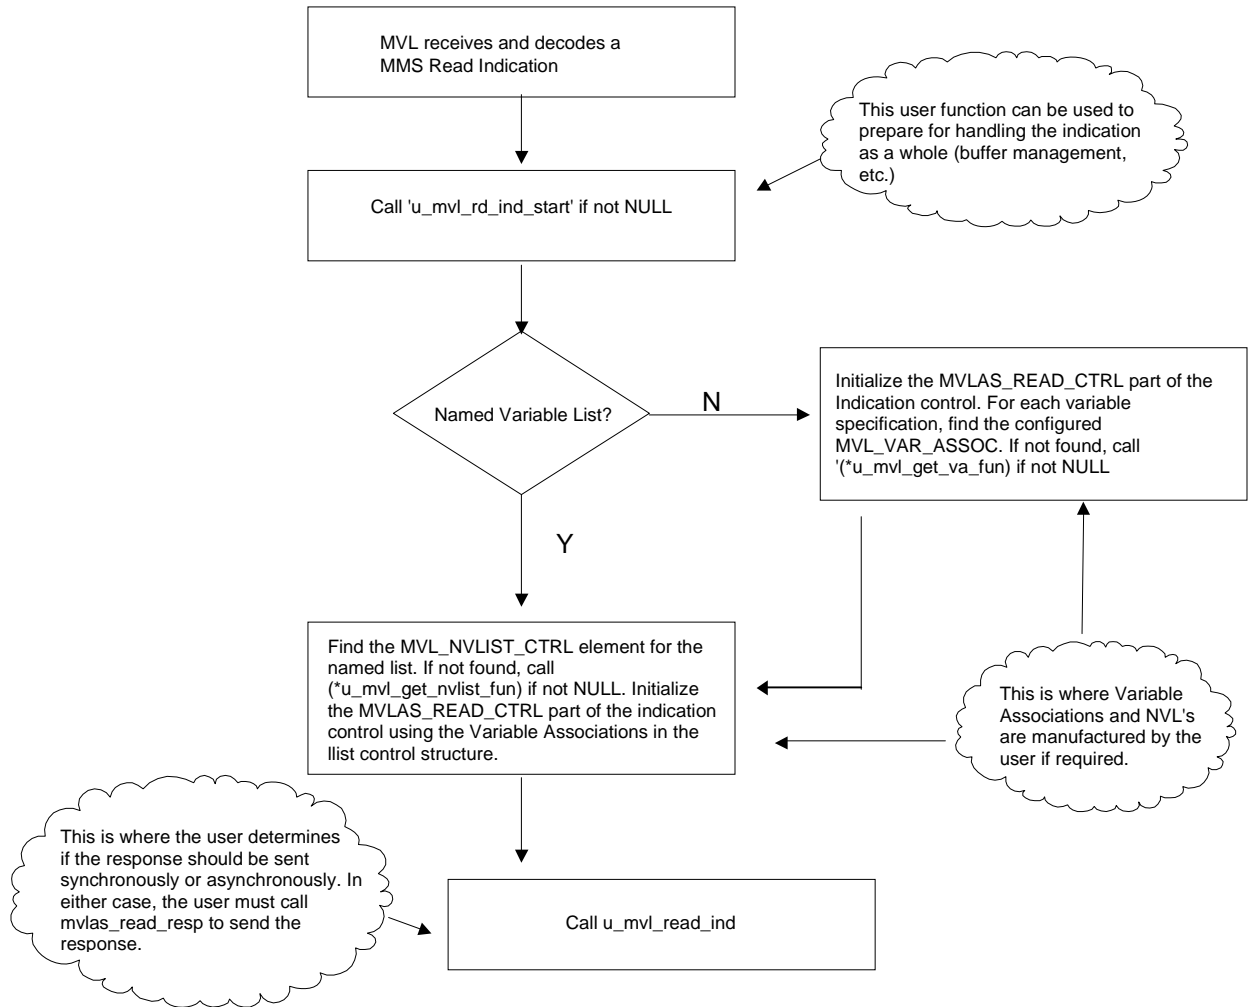 MVL receives and decodes a
MMS Read Indication
This user function can be used to
prepare for handling the indication
as a whole (buffer management,
etc.)
Call 'u_mvl_rd_ind_start' if not NULL
Named Variable List?
N
Initialize the MVLAS_READ_CTRL part of the
Indication control. For each variable
specification, find the configured
MVL_VAR_ASSOC. If not found, call
'(*u_mvl_get_va_fun) if not NULL
Y
Find the MVL_NVLIST_CTRL element for the
named list. If not found, call
(*u_mvl_get_nvlist_fun) if not NULL. Initialize
the MVLAS_READ_CTRL part of the indication
control using the Variable Associations in the
llist control structure.
This is where Variable
Associations and NVL's
are manufactured by the
user if required.
This is where the user determines
if the response should be sent
synchronously or asynchronously. In
either case, the user must call
mvlas_read_resp to send the
response.
Call u_mvl_read_ind